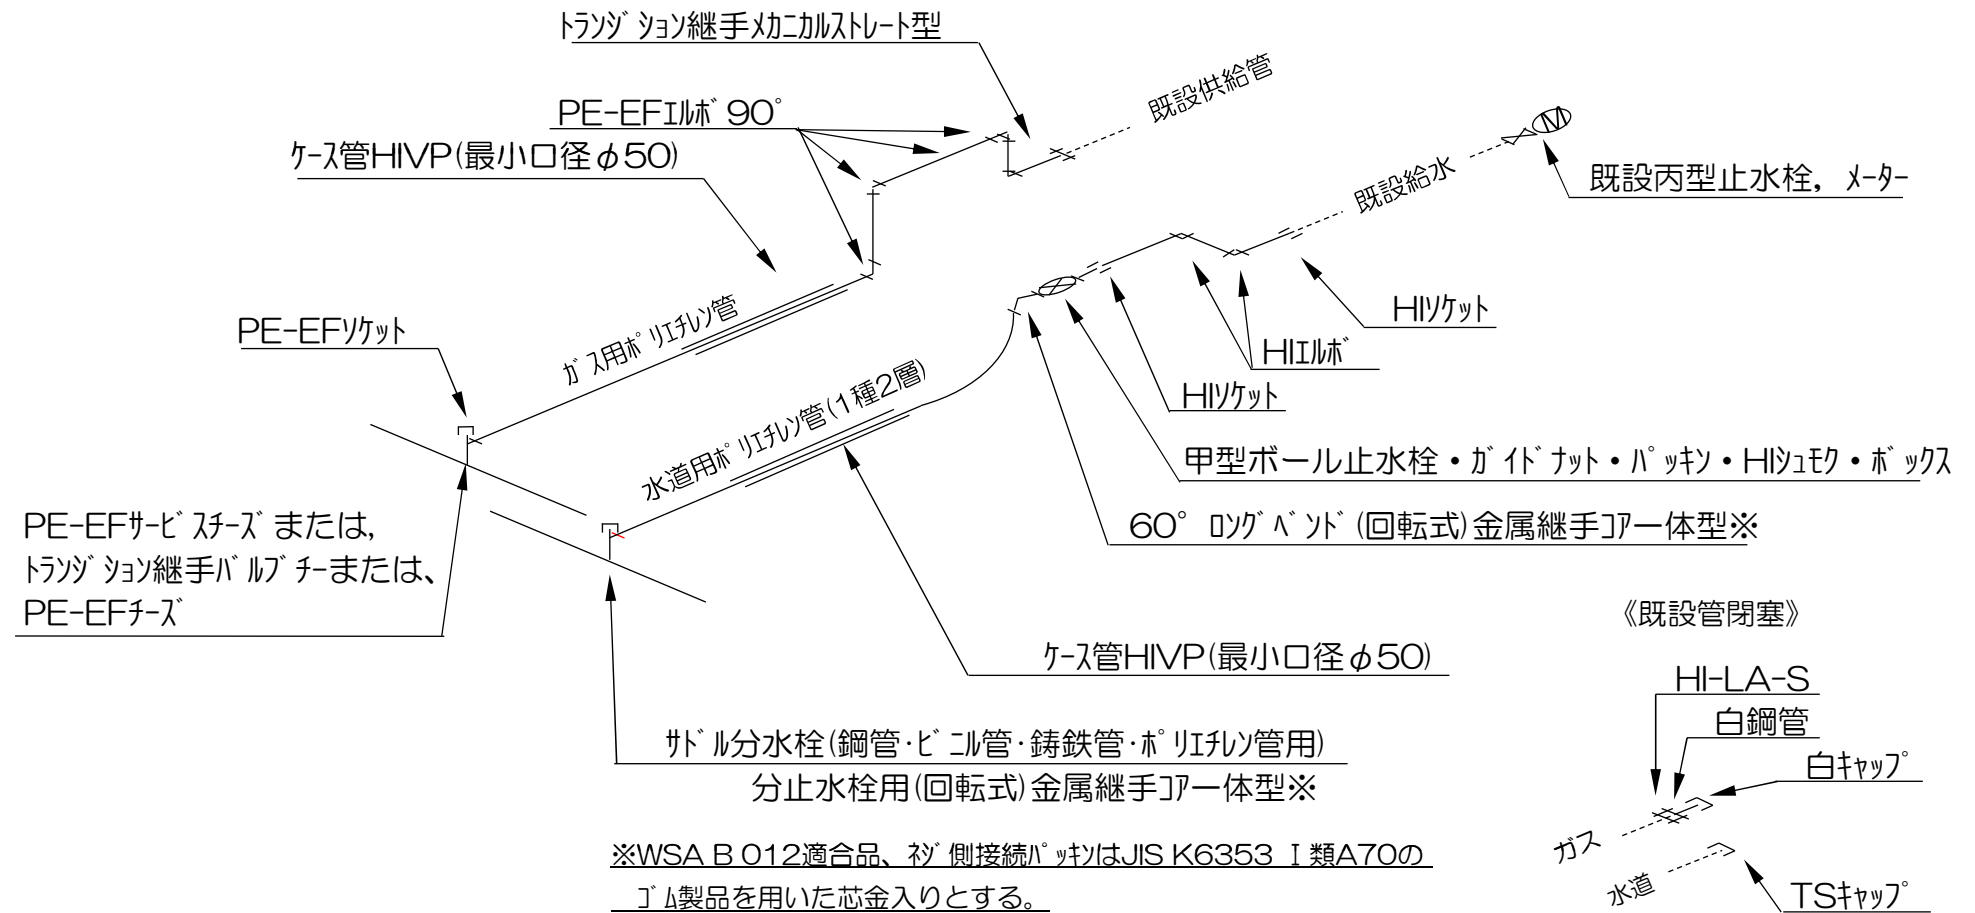 ﾄﾗﾝｼﾞｼｮﾝ継手ﾒｶﾆｶﾙｽﾄﾚｰﾄ型
PE-EFｴﾙﾎﾞ90°
ｹｰｽ管HIVP(最小口径φ50)
既設供給管
M
既設給水
既設丙型止水栓，ﾒｰﾀｰ
HIｿｹｯﾄ
PE-EFｿｹｯﾄ
ｶﾞｽ用ﾎﾟﾘｴﾁﾚﾝ管
HIｴﾙﾎﾞ
HIｿｹｯﾄ
水道用ﾎﾟﾘｴﾁﾚﾝ管(1種2層)
甲型ボール止水栓・ｶﾞｲﾄﾞﾅｯﾄ・ﾊﾟｯｷﾝ・HIｼｭﾓｸ・ﾎﾞｯｸｽ
60°ﾛﾝｸﾞﾍﾞﾝﾄﾞ(回転式)金属継手ｺｱ一体型※
PE-EFｻｰﾋﾞｽﾁｰｽﾞまたは，
ﾄﾗﾝｼﾞｼｮﾝ継手ﾊﾞﾙﾌﾞﾁｰまたは、
PE-EFﾁｰｽﾞ
ｹｰｽ管HIVP(最小口径φ50)
ｻﾄﾞﾙ分水栓(鋼管･ﾋﾞﾆﾙ管･鋳鉄管･ﾎﾟﾘｴﾁﾚﾝ管用)
分止水栓用(回転式)金属継手ｺｱ一体型※
※WSA B 012適合品、ﾈｼﾞ側接続ﾊﾟｯｷﾝはJIS K6353 Ⅰ類A70の
ｺﾞﾑ製品を用いた芯金入りとする。
《既設管閉塞》
HI-LA-S
白鋼管
白ｷｬｯﾌﾟ
ガス
水道
TSｷｬｯﾌﾟ